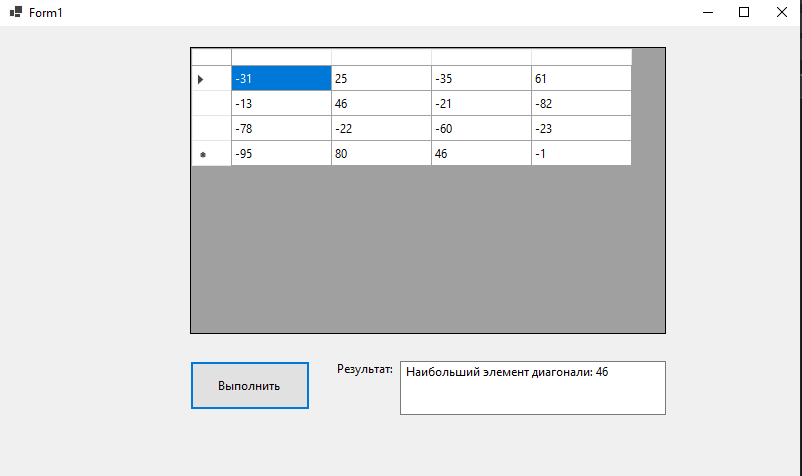 Form1
-31 25 -35 61
-13 46 -21 -82
-78 -22 -60 -23
-95 80 46 -1
Выполнить
Результат:
Наибольший элемент диагонали: 46